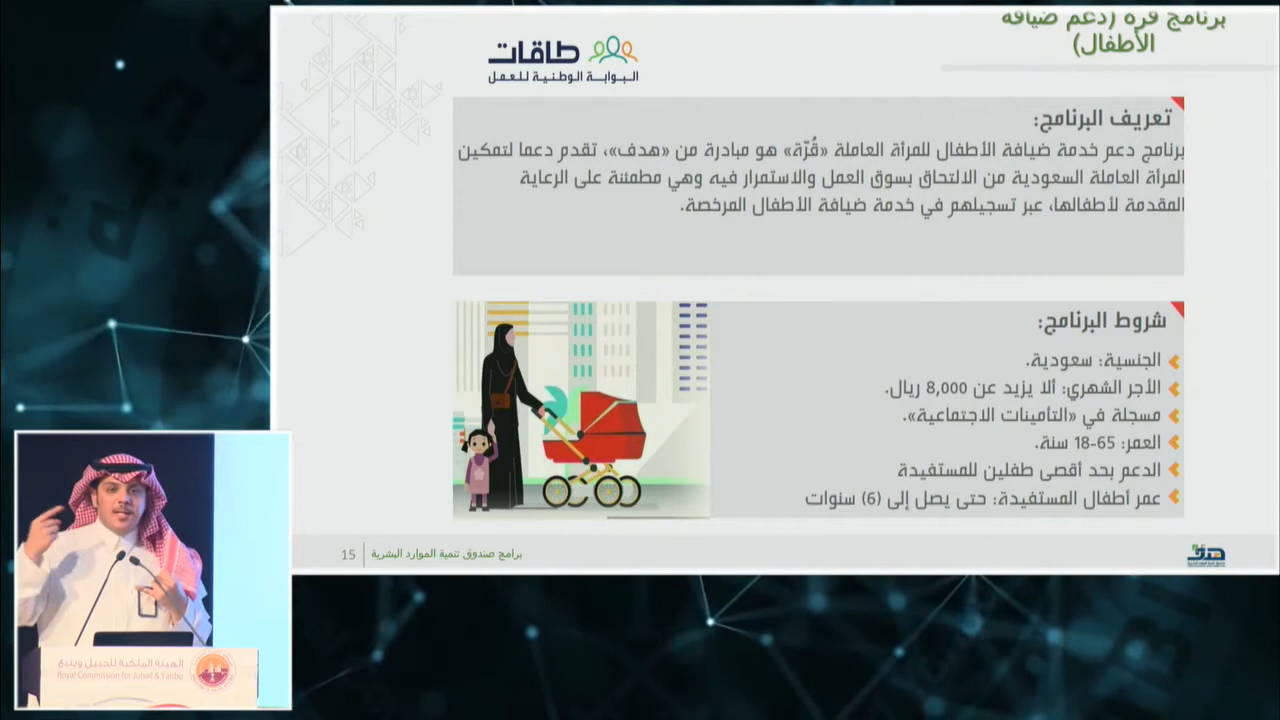 برنامج قرة (دعم ضيافة
الأطفال)
طاقات
البوابة الوطنية للعمل
تعريف البرنامج:
برنامج دعم خدمة ضيافة الأطفال للمرأة العاملة «قُرّة» هو مبادرة من «هدف»، تقدم دعما لتمكين
المرأة العاملة السعودية من الالتحاق بسوق العمل والاستمرار فيه وهي مطمئنة على الرعاية
المقدمة لأطفالها، عبر تسجيلهم في خدمة ضيافة الأطفال المرخصة.
شروط البرنامج:
الجنسية: سعودية.
الأجر الشهري: ألا يزيد عن 8,000 ريال.
مسجلة في «التأمينات الاجتماعية».
العمر: 65-18 سنة.
الدعم بحد أقصى طفلين للمستفيدة
عمر أطفال المستفيدة: حتى يصل إلى (6) سنوات
هدف
برامج صندوق تنمية الموارد البشرية
15
الهيئة الملكية للجبيل وينبع
Royal Commission for Jubail & Yanbu